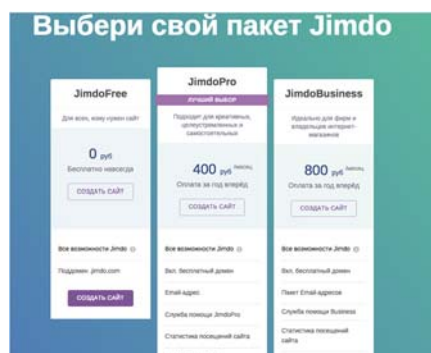 Выбери свой пакет Jimdo
JimdoFree
Для всех, кому нужен сайт
0 руб
Бесплатно навсегда
СОЗДАТЬ САЙТ
Все возможности Jimdo
Поддомен .jimdo.com
СОЗДАТЬ САЙТ
JimdoPro
ЛУЧШИЙ ВЫБОР
Подходит для креативных,
целеустремленных и
самостоятельных
400 руб /месяц
Оплата за год вперёд
СОЗДАТЬ САЙТ
Все возможности Jimdo
Вкл. бесплатный домен
Email-адрес
Служба помощи JimdoPro
Статистика посещений сайта
JimdoBusiness
Идеально для фирм и
владельцев интернет-
магазинов
800 руб /месяц
Оплата за год вперёд
СОЗДАТЬ САЙТ
Все возможности Jimdo
Вкл. бесплатный домен
Пакет Email-адресов
Служба помощи Business
Статистика посещений
сайта